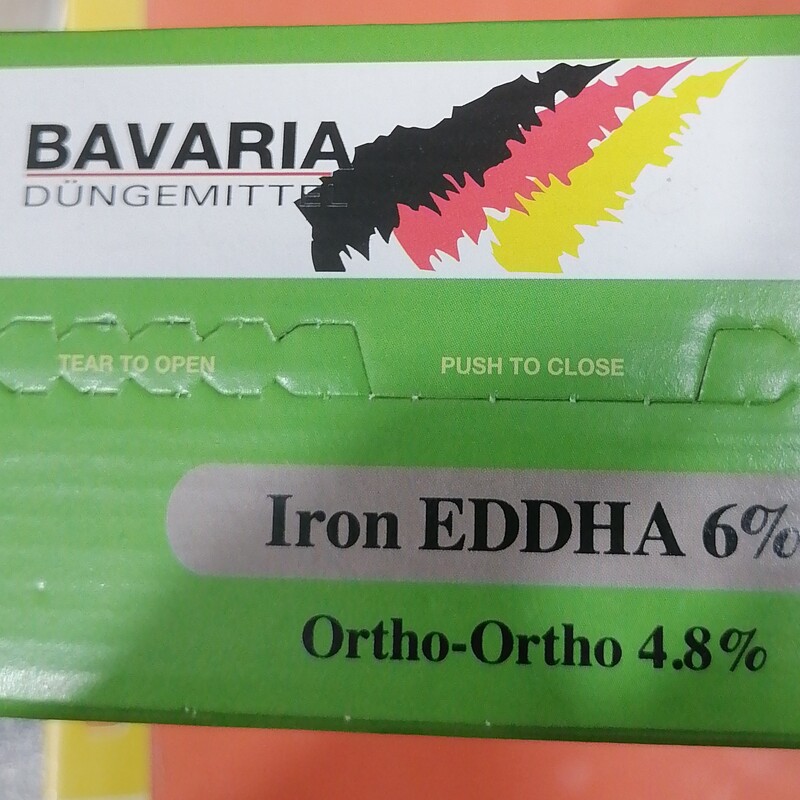 BAVARIA
DÜNGEMITTEL
TEAR TO OPEN
PUSH TO CLOSE
Iron EDDHA 6%
Ortho-Ortho 4.8%